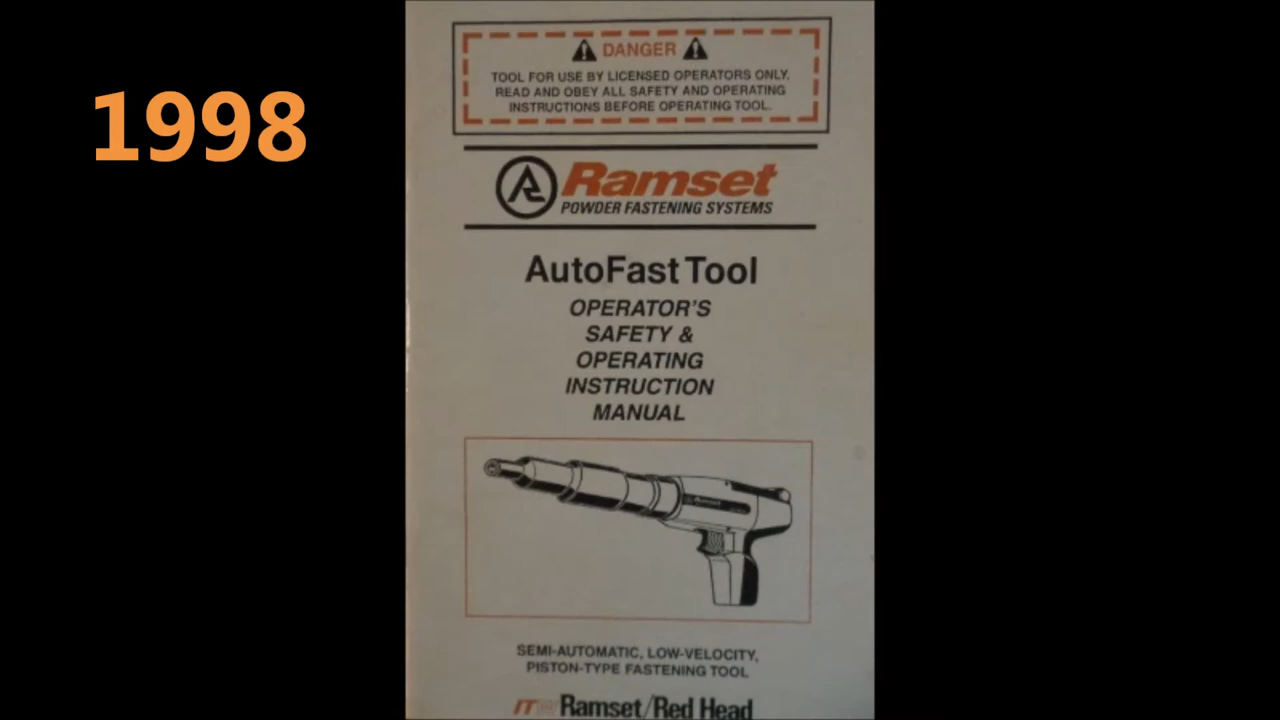 1998
DANGER
TOOL FOR USE BY LICENSED OPERATORS ONLY.
READ AND OBEY ALL SAFETY AND OPERATING
INSTRUCTIONS BEFORE OPERATING TOOL.
Ramset
POWDER FASTENING SYSTEMS
AutoFast Tool
OPERATOR'S
SAFETY &
OPERATING
INSTRUCTION
MANUAL
Ramset
SEMI-AUTOMATIC, LOW-VELOCITY,
PISTON-TYPE FASTENING TOOL
ITW Ramset/Red Head